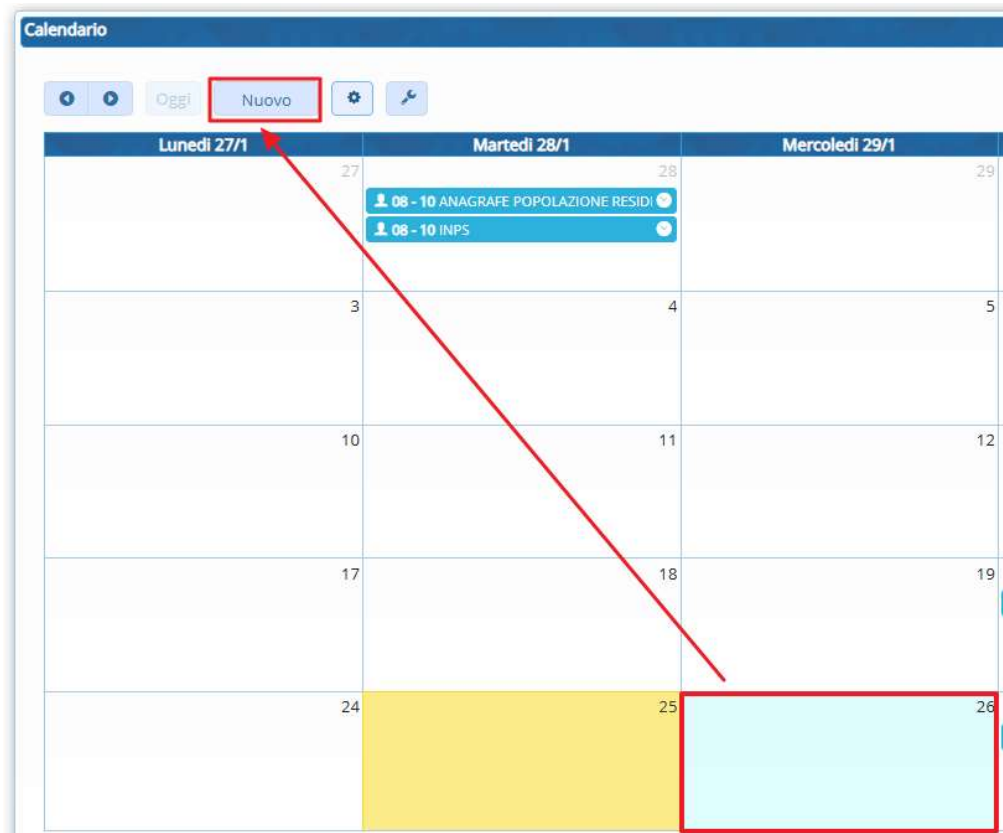 Calendario
Oggi Nuovo
Lunedì 27/1 Martedì 28/1 Mercoledì 29/1
27 28 29
08 - 10 ANAGRAFE POPOLAZIONE RESID
08 - 10 INPS
3 4 5
10 11 12
17 18 19
24 25 26